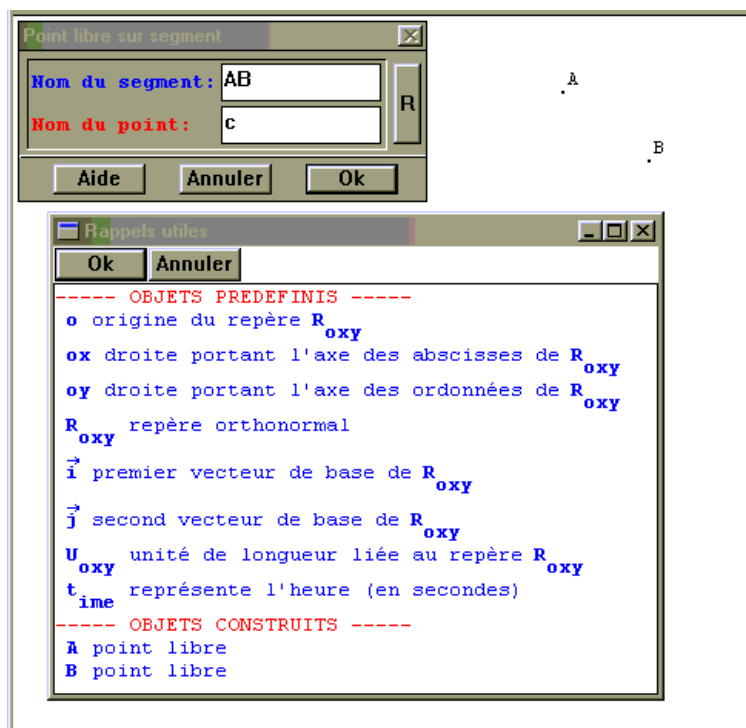 Point libre sur segment
Nom du segment: AB
Nom du point: c
R
Aide Annuler Ok
A
B
Rappels utiles
Ok Annuler
----- OBJETS PREDEFINIS -----
o origine du repère Roxy
ox droite portant l'axe des abscisses de Roxy
oy droite portant l'axe des ordonnées de Roxy
Roxy repère orthonormal
i⃗ premier vecteur de base de Roxy
j⃗ second vecteur de base de Roxy
Uoxy unité de longueur liée au repère Roxy
time représente l'heure (en secondes)
----- OBJETS CONSTRUITS -----
A point libre
B point libre